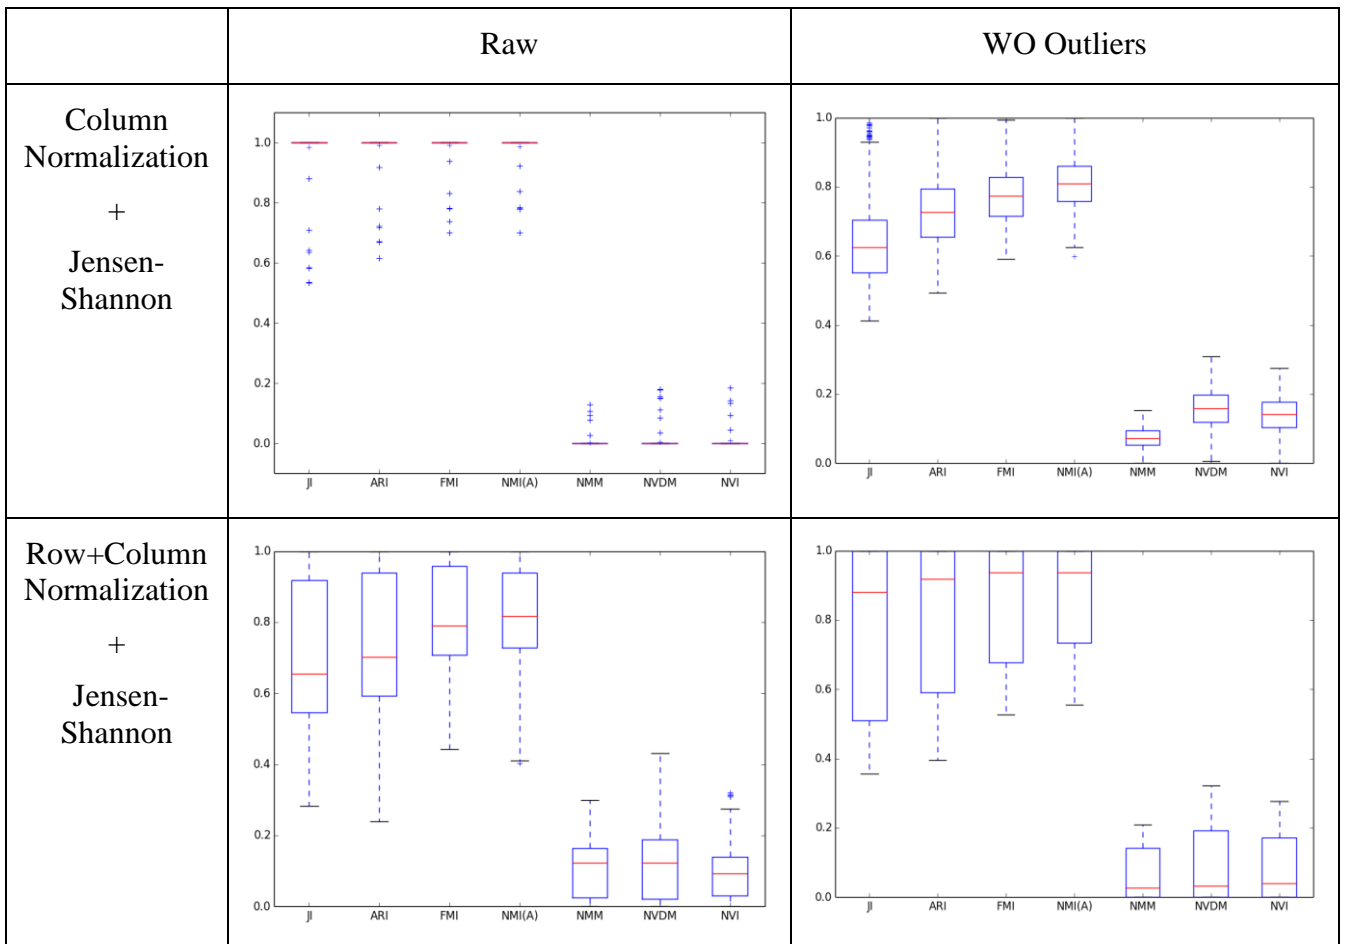 Raw
WO Outliers
Column
Normalization
+
Jensen-
Shannon
1.0
0.8
0.6
0.4
0.2
0.0
JI ARI FMI NMI(A) NMM NVDM NVI
1.0
0.8
0.6
0.4
0.2
0.0
JI ARI FMI NMI(A) NMM NVDM NVI
Row+Column
Normalization
+
Jensen-
Shannon
1.0
0.8
0.6
0.4
0.2
0.0
JI ARI FMI NMI(A) NMM NVDM NVI
1.0
0.8
0.6
0.4
0.2
0.0
JI ARI FMI NMI(A) NMM NVDM NVI